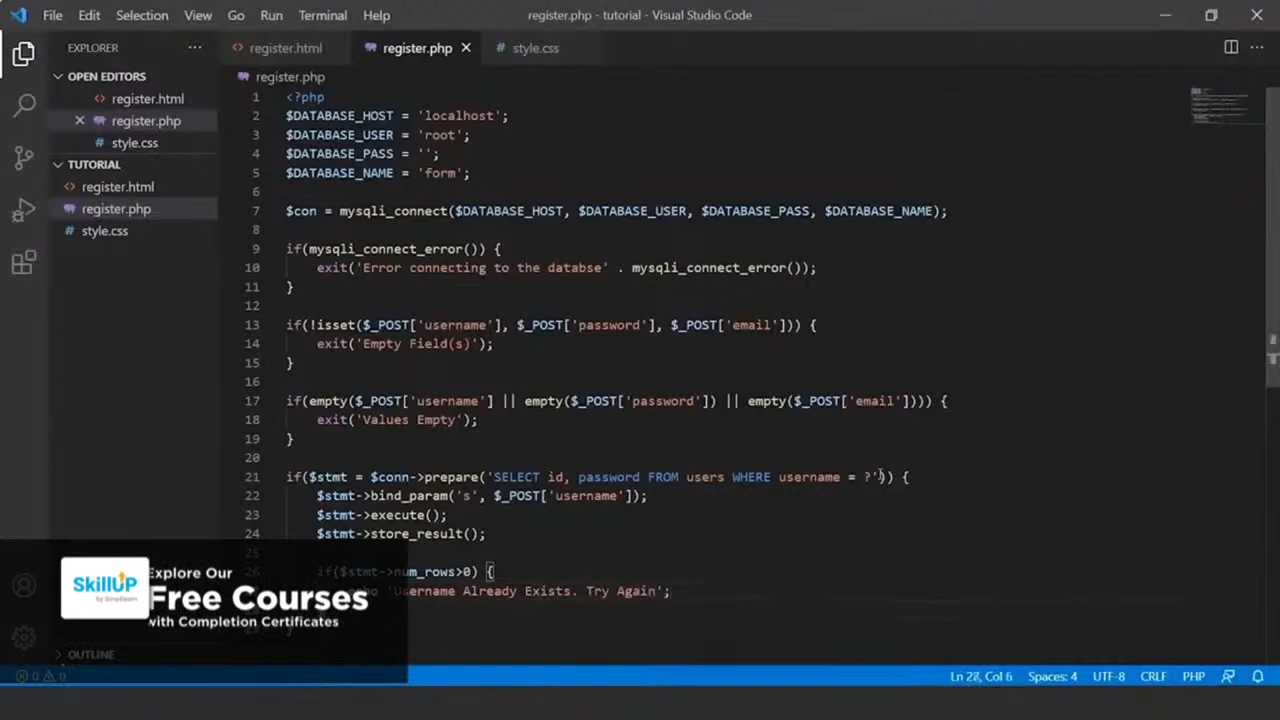 File Edit Selection View Go Run Terminal Help
register.php - tutorial - Visual Studio Code
EXPLORER
OPEN EDITORS
register.html
register.php
style.css
TUTORIAL
register.html
register.php
style.css
OUTLINE
register.html register.php style.css
register.php
1 <?php
2 $DATABASE_HOST = 'localhost';
3 $DATABASE_USER = 'root';
4 $DATABASE_PASS = '';
5 $DATABASE_NAME = 'form';
6
7 $con = mysqli_connect($DATABASE_HOST, $DATABASE_USER, $DATABASE_PASS, $DATABASE_NAME);
8
9 if(mysqli_connect_error()) {
10 exit('Error connecting to the databse' . mysqli_connect_error());
11 }
12
13 if(!isset($_POST['username'], $_POST['password'], $_POST['email'])) {
14 exit('Empty Field(s)');
15 }
16
17 if(empty($_POST['username'] || empty($_POST['password']) || empty($_POST['email']))) {
18 exit('Values Empty');
19 }
20
21 if($stmt = $conn->prepare('SELECT id, password FROM users WHERE username = ?')) {
22 $stmt->bind_param('s', $_POST['username']);
23 $stmt->execute();
24 $stmt->store_result();
25
26 if($stmt->num_rows>0) {
'Username Already Exists. Try Again';
SkillUP
by Simplilearn
Explore Our
Free Courses
with Completion Certificates
0 0
Ln 28, Col 6 Spaces: 4 UTF-8 CRLF PHP